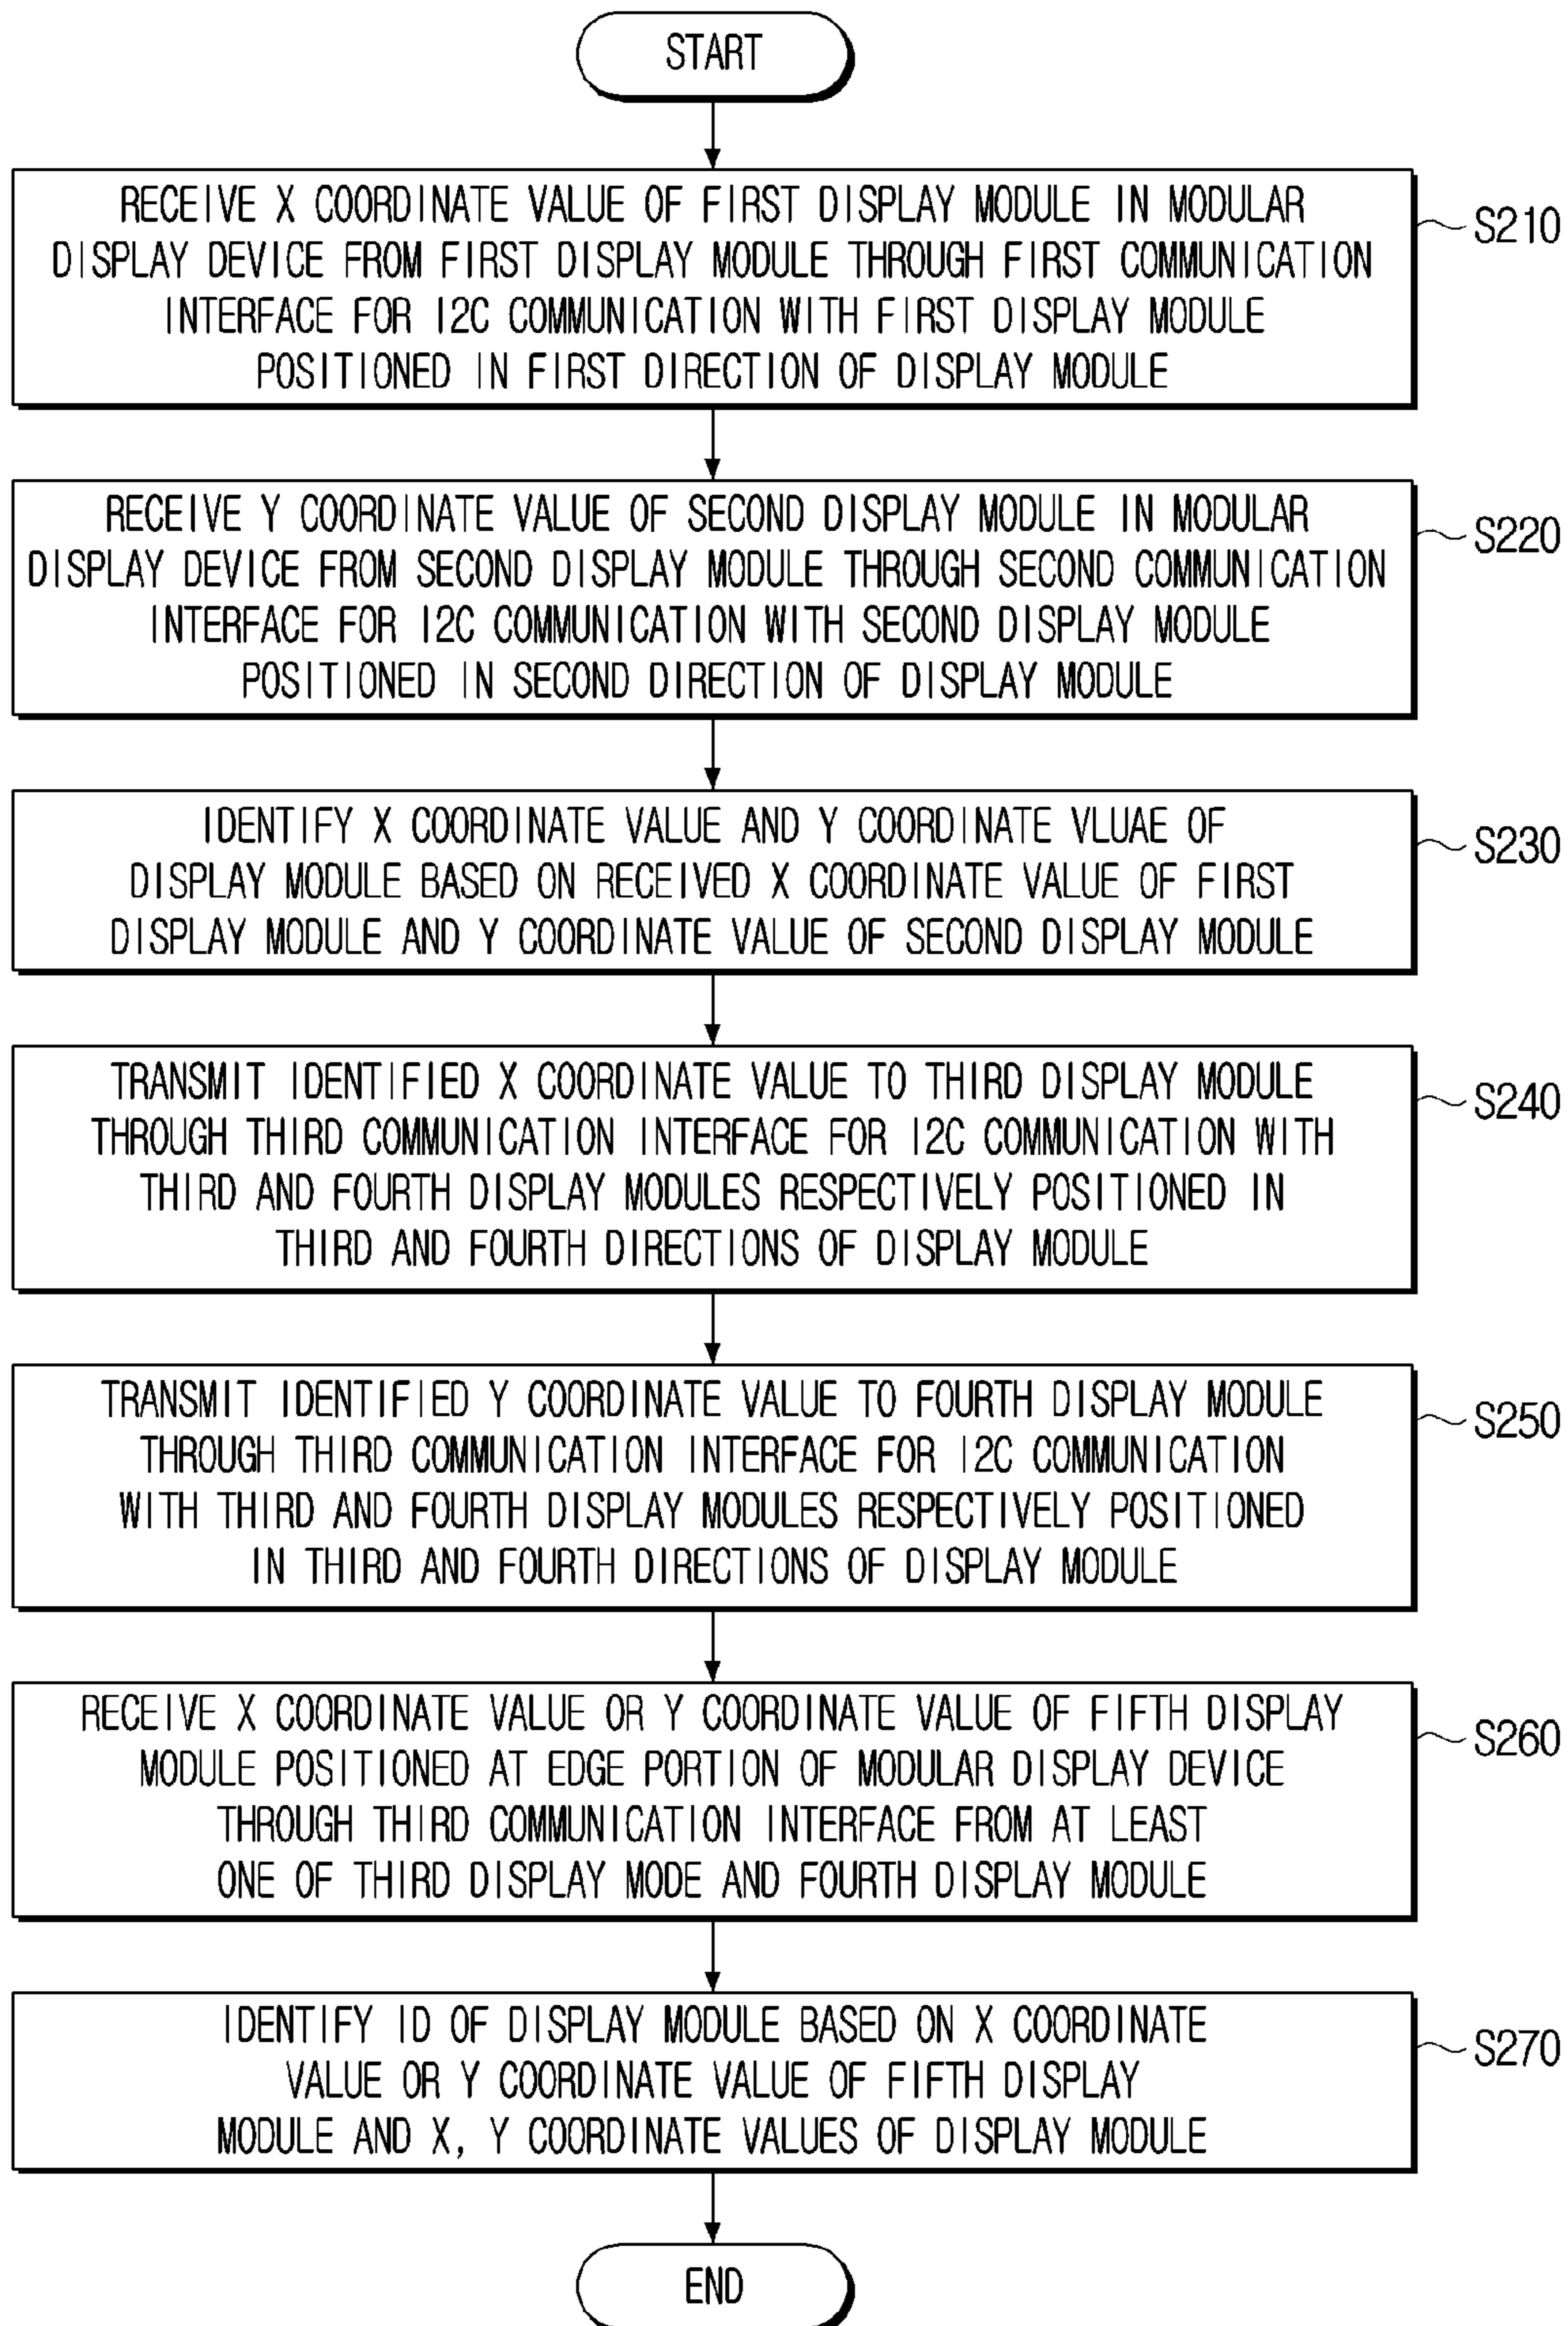 START
RECEIVE X COORDINATE VALUE OF FIRST DISPLAY MODULE IN MODULAR
DISPLAY DEVICE FROM FIRST DISPLAY MODULE THROUGH FIRST COMMUNICATION
INTERFACE FOR I2C COMMUNICATION WITH FIRST DISPLAY MODULE
POSITIONED IN FIRST DIRECTION OF DISPLAY MODULE
S210
RECEIVE Y COORDINATE VALUE OF SECOND DISPLAY MODULE IN MODULAR
DISPLAY DEVICE FROM SECOND DISPLAY MODULE THROUGH SECOND COMMUNICATION
INTERFACE FOR I2C COMMUNICATION WITH SECOND DISPLAY MODULE
POSITIONED IN SECOND DIRECTION OF DISPLAY MODULE
S220
IDENTIFY X COORDINATE VALUE AND Y COORDINATE VLUAE OF
DISPLAY MODULE BASED ON RECEIVED X COORDINATE VALUE OF FIRST
DISPLAY MODULE AND Y COORDINATE VALUE OF SECOND DISPLAY MODULE
S230
TRANSMIT IDENTIFIED X COORDINATE VALUE TO THIRD DISPLAY MODULE
THROUGH THIRD COMMUNICATION INTERFACE FOR I2C COMMUNICATION WITH
THIRD AND FOURTH DISPLAY MODULES RESPECTIVELY POSITIONED IN
THIRD AND FOURTH DIRECTIONS OF DISPLAY MODULE
S240
TRANSMIT IDENTIFIED Y COORDINATE VALUE TO FOURTH DISPLAY MODULE
THROUGH THIRD COMMUNICATION INTERFACE FOR I2C COMMUNICATION
WITH THIRD AND FOURTH DISPLAY MODULES RESPECTIVELY POSITIONED
IN THIRD AND FOURTH DIRECTIONS OF DISPLAY MODULE
S250
RECEIVE X COORDINATE VALUE OR Y COORDINATE VALUE OF FIFTH DISPLAY
MODULE POSITIONED AT EDGE PORTION OF MODULAR DISPLAY DEVICE
THROUGH THIRD COMMUNICATION INTERFACE FROM AT LEAST
ONE OF THIRD DISPLAY MODE AND FOURTH DISPLAY MODULE
S260
IDENTIFY ID OF DISPLAY MODULE BASED ON X COORDINATE
VALUE OR Y COORDINATE VALUE OF FIFTH DISPLAY
MODULE AND X, Y COORDINATE VALUES OF DISPLAY MODULE
S270
END